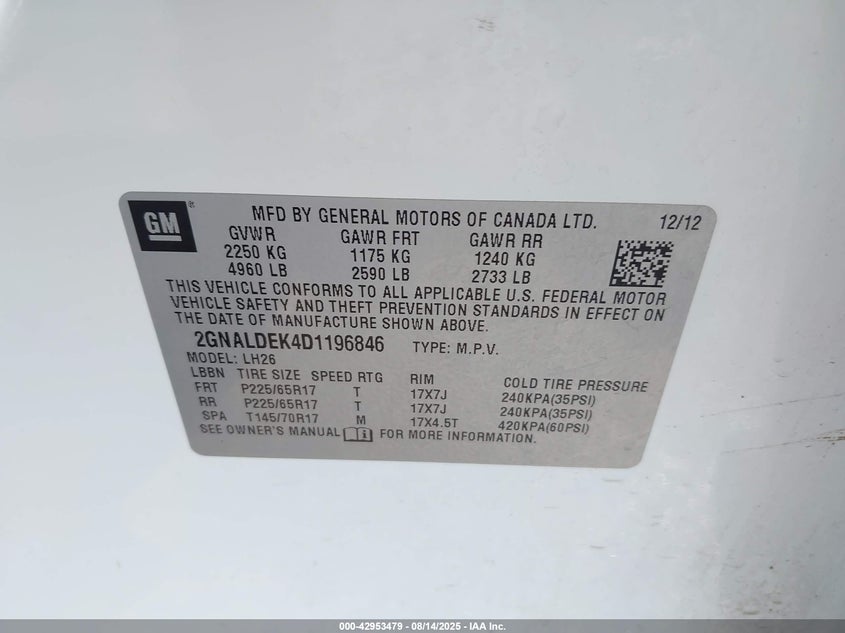 GM ®
MFD BY GENERAL MOTORS OF CANADA LTD. 12/12
GVWR GAWR FRT GAWR RR
2250 KG 1175 KG 1240 KG
4960 LB 2590 LB 2733 LB
THIS VEHICLE CONFORMS TO ALL APPLICABLE U.S. FEDERAL MOTOR
VEHICLE SAFETY AND THEFT PREVENTION STANDARDS IN EFFECT ON
THE DATE OF MANUFACTURE SHOWN ABOVE.
2GNALDEK4D1196846 TYPE: M.P.V.
MODEL: LH26
LBBN TIRE SIZE SPEED RTG RIM COLD TIRE PRESSURE
FRT P225/65R17 T 17X7J 240KPA(35PSI)
RR P225/65R17 T 17X7J 240KPA(35PSI)
SPA T145/70R17 M 17X4.5T 420KPA(60PSI)
SEE OWNER'S MANUAL FOR MORE INFORMATION.
000-42953479 - 08/14/2025 - IAA Inc.